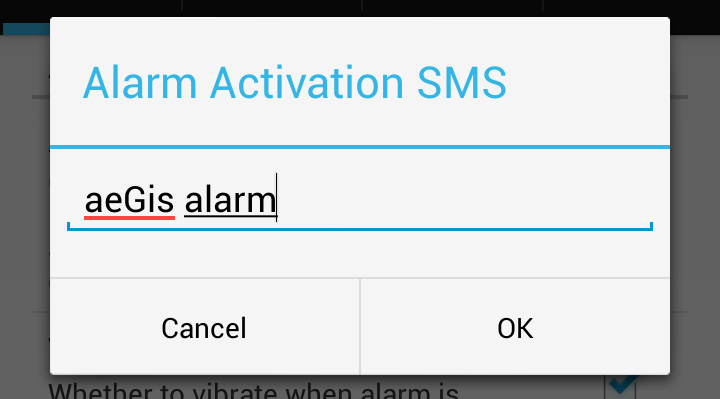 Alarm Activation SMS
aeGis alarm
Cancel OK
Whether to vibrate when alarm is